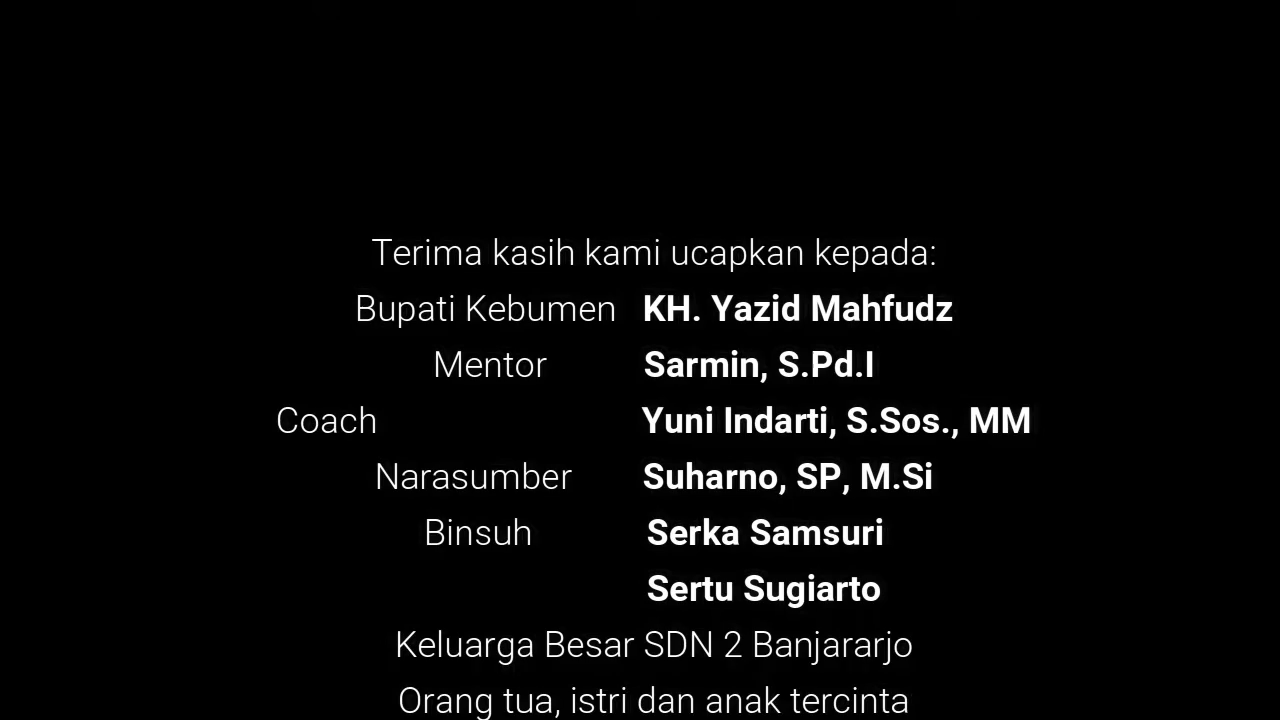 Terima kasih kami ucapkan kepada:
Bupati Kebumen KH. Yazid Mahfudz
Mentor Sarmin, S.Pd.I
Coach Yuni Indarti, S.Sos., MM
Narasumber Suharno, SP, M.Si
Binsuh Serka Samsuri
Sertu Sugiarto
Keluarga Besar SDN 2 Banjararjo
Orang tua, istri dan anak tercinta